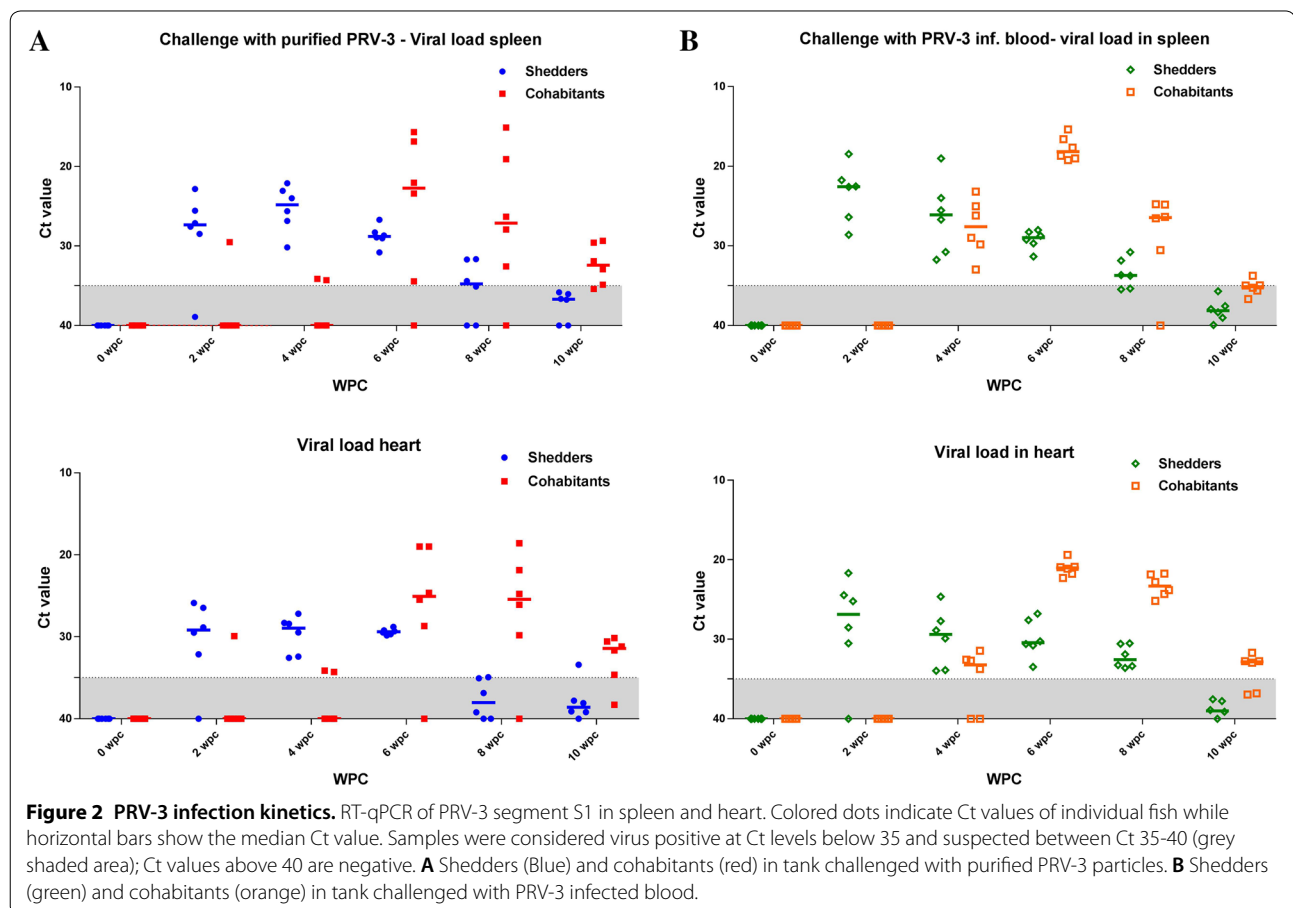 A
Challenge with purified PRV-3 - Viral load spleen
Shedders
Cohabitants
10
20
30
40
Ct value
0 wpc
2 wpc
4 wpc
6 wpc
8 wpc
10 wpc
WPC
B
Challenge with PRV-3 inf. blood- viral load in spleen
Shedders
Cohabitants
10
20
30
40
Ct value
0 wpc
2 wpc
4 wpc
6 wpc
8 wpc
10 wpc
WPC
Viral load heart
Shedders
Cohabitants
10
20
30
40
Ct value
0 wpc
2 wpc
4 wpc
6 wpc
8 wpc
10 wpc
WPC
Viral load in heart
Shedders
Cohabitants
10
20
30
40
Ct value
0 wpc
2 wpc
4 wpc
6 wpc
8 wpc
10 wpc
WPC
Figure 2 PRV-3 infection kinetics. RT-qPCR of PRV-3 segment S1 in spleen and heart. Colored dots indicate Ct values of individual fish while
horizontal bars show the median Ct value. Samples were considered virus positive at Ct levels below 35 and suspected between Ct 35-40 (grey
shaded area); Ct values above 40 are negative. A Shedders (Blue) and cohabitants (red) in tank challenged with purified PRV-3 particles. B Shedders
(green) and cohabitants (orange) in tank challenged with PRV-3 infected blood.